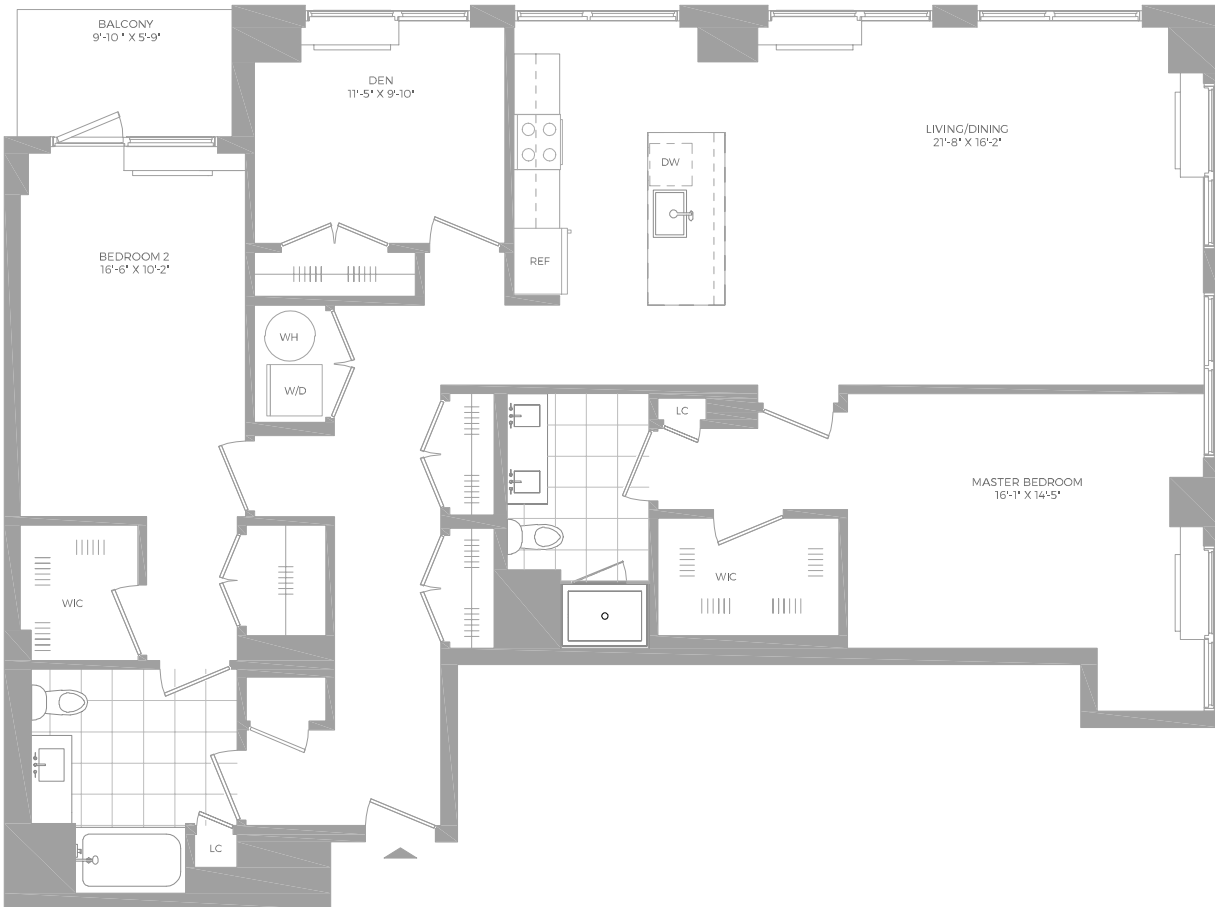 BALCONY
9'-10" X 5'-9"
DEN
11'-5" X 9'-10"
LIVING/DINING
21'-8" X 16'-2"
DW
BEDROOM 2
16'-6" X 10'-2"
REF
WH
W/D
LC
MASTER BEDROOM
16'-1" X 14'-5"
WIC
WIC
LC